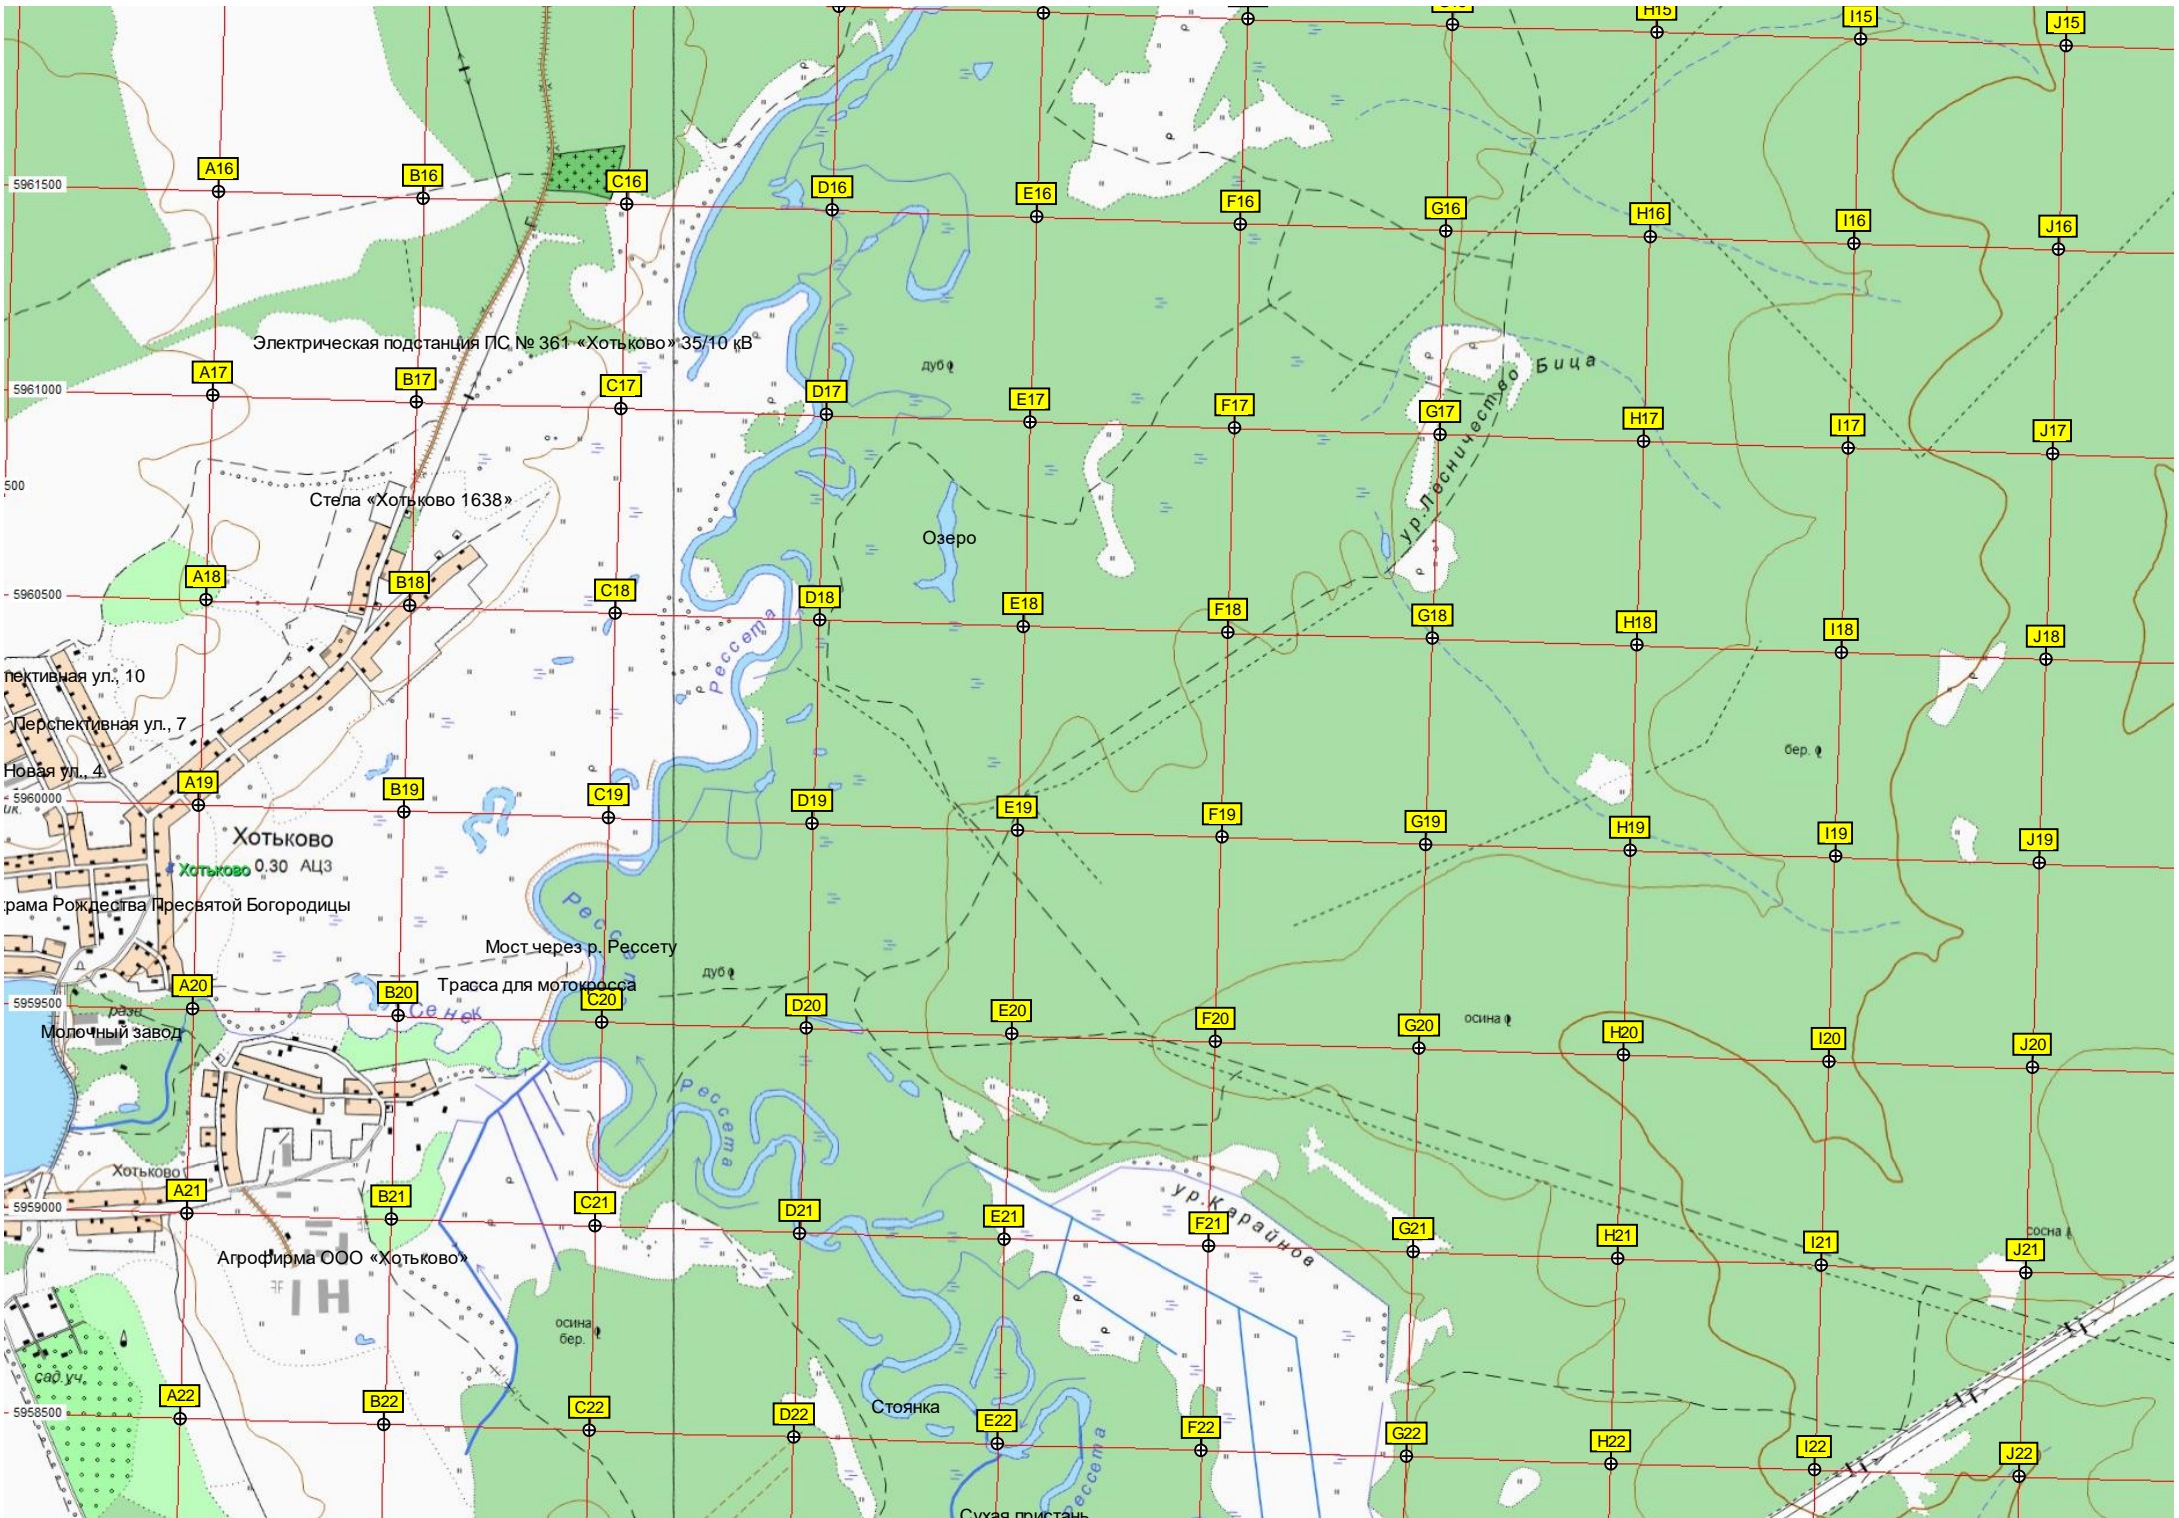 H15
I15
J15
A16
B16
C16
D16
E16
F16
G16
H16
I16
J16
5961500
Электрическая подстанция ПС № 361 «Хотьково» 35/10 кВ
дуб
ур. Лесничество Бица
A17
B17
C17
D17
E17
F17
G17
H17
I17
J17
5961000
500
Стела «Хотьково 1638»
Озеро
A18
B18
C18
D18
E18
F18
G18
H18
I18
J18
5960500
Рессета
пективная ул., 10
Перспективная ул., 7
бер.
Новая ул., 4
A19
B19
C19
D19
E19
F19
G19
H19
I19
J19
5960000
Хотьково
Хотьково 0.30 АЦЗ
Рессета
храма Рождества Пресвятой Богородицы
Мост через р. Рессету
дуб
Трасса для мотокросса
A20
B20
C20
D20
E20
F20
G20
H20
I20
J20
5959500
Сенек
осина
разв
Молочный завод
Рессета
Хотьково
ур. Карайнов
A21
B21
C21
D21
E21
F21
G21
H21
I21
J21
5959000
сосна
Агрофирма ООО «Хотьково»
осина
бер.
сад.уч.
Стоянка
A22
B22
C22
D22
E22
F22
G22
H22
I22
J22
5958500
Рессета
Сухая пристань